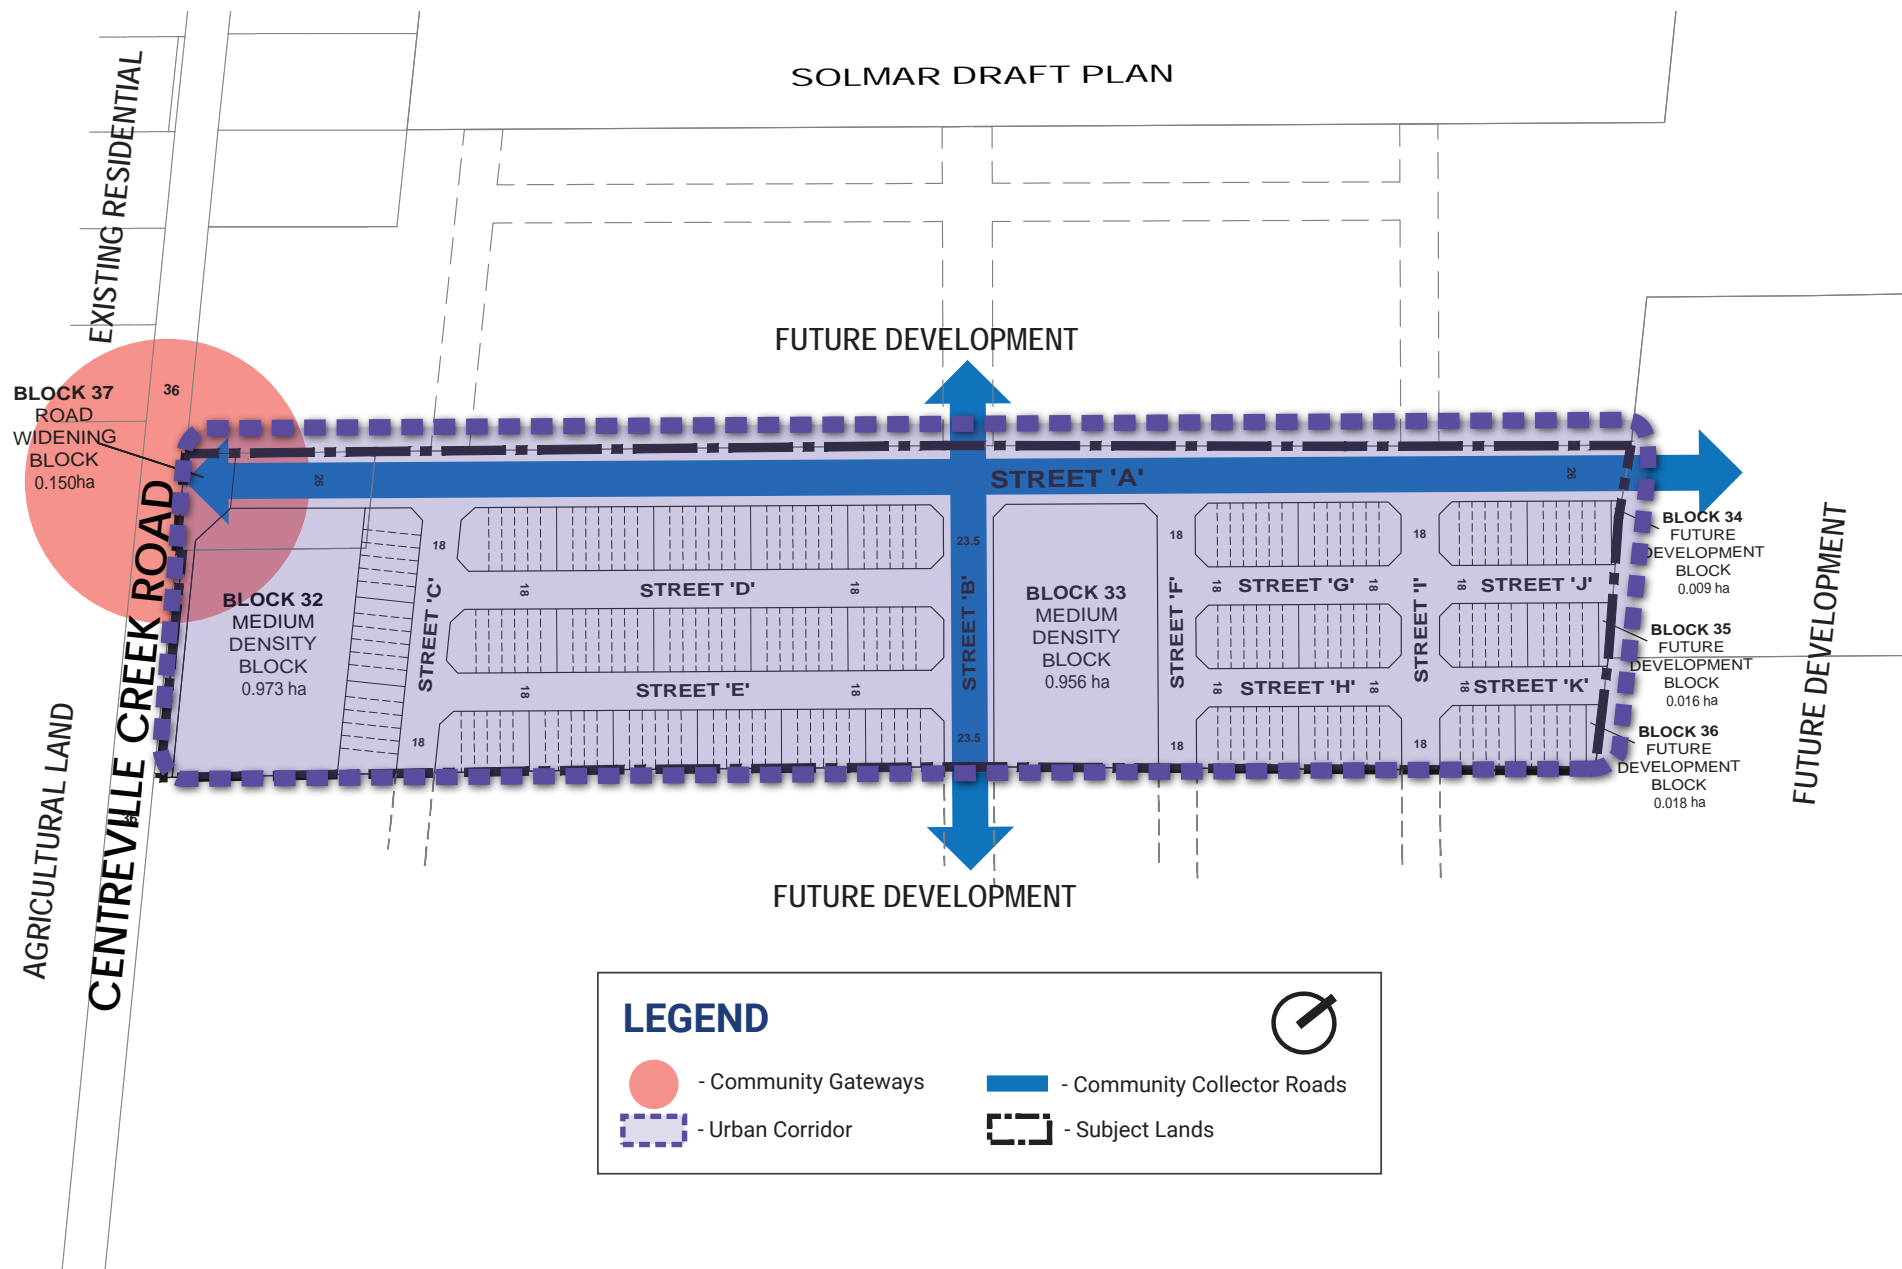 SOLMAR DRAFT PLAN
EXISTING RESIDENTIAL
FUTURE DEVELOPMENT
36
BLOCK 37
ROAD
WIDENING
BLOCK
0.150ha
26
STREET 'A'
26
CENTREVILLE CREEK ROAD
36
AGRICULTURAL LAND
BLOCK 32
MEDIUM
DENSITY
BLOCK
0.973 ha
18
STREET 'C'
18
18
STREET 'D'
18
18
STREET 'E'
18
23.5
STREET 'B'
23.5
BLOCK 33
MEDIUM
DENSITY
BLOCK
0.956 ha
18
STREET 'F'
18
18
STREET 'G'
18
18
STREET 'H'
18
18
STREET 'I'
18
18
STREET 'J'
18
STREET 'K'
BLOCK 34
FUTURE
DEVELOPMENT
BLOCK
0.009 ha
BLOCK 35
FUTURE
DEVELOPMENT
BLOCK
0.016 ha
BLOCK 36
FUTURE
DEVELOPMENT
BLOCK
0.018 ha
FUTURE DEVELOPMENT
FUTURE DEVELOPMENT
LEGEND
- Community Gateways
- Community Collector Roads
- Urban Corridor
- Subject Lands